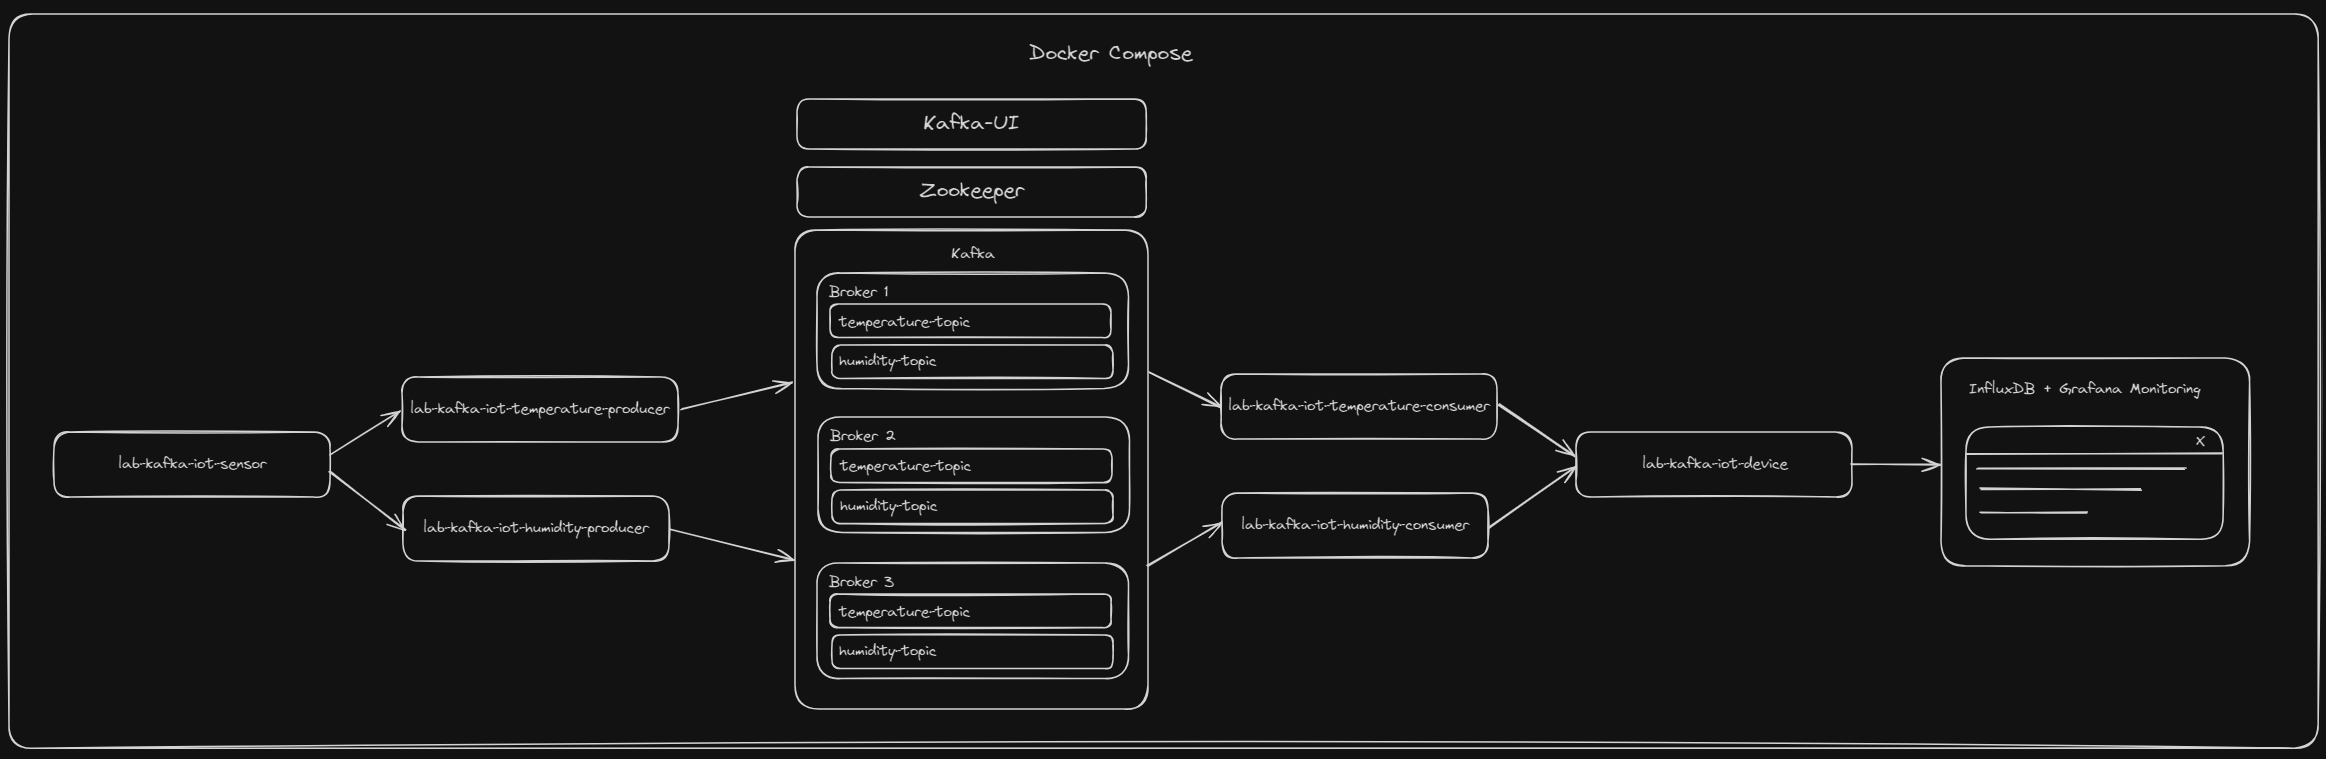 Docker Compose
Kafka-UI
Zookeeper
Kafka
Broker 1
temperature-topic
humidity-topic
Broker 2
temperature-topic
humidity-topic
Broker 3
temperature-topic
humidity-topic
lab-kafka-iot-sensor
lab-kafka-iot-temperature-producer
lab-kafka-iot-humidity-producer
lab-kafka-iot-temperature-consumer
lab-kafka-iot-humidity-consumer
lab-kafka-iot-device
InfluxDB + Grafana Monitoring
X